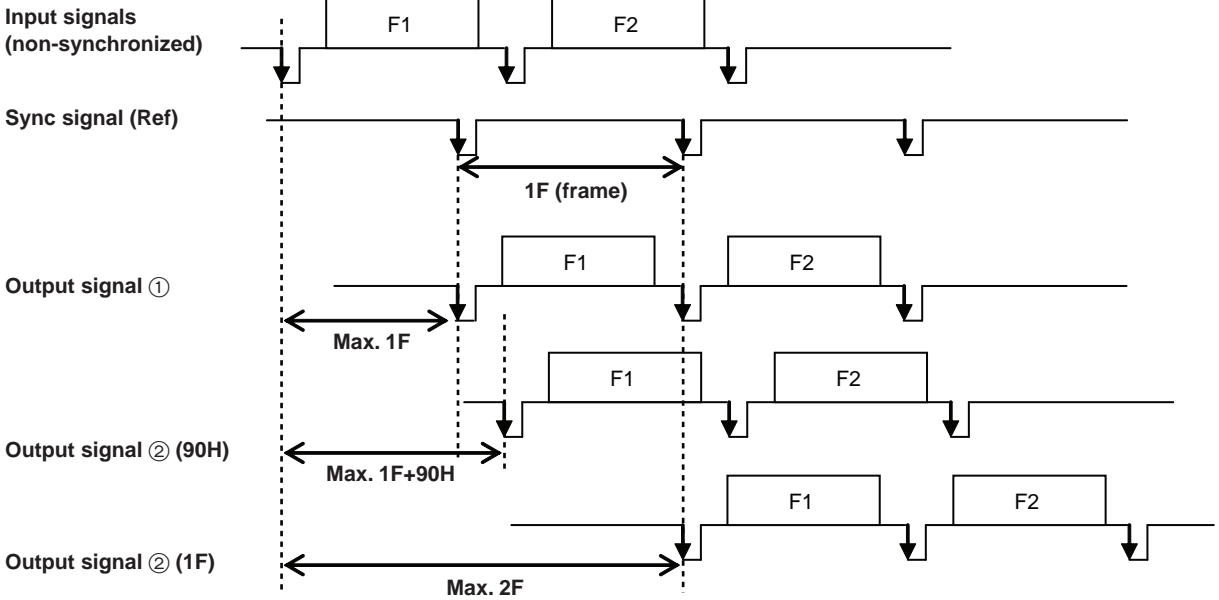 Input signals
(non-synchronized)
F1 F2
Sync signal (Ref)
1F (frame)
F1 F2
Output signal ①
Max. 1F
F1 F2
Output signal ② (90H)
Max. 1F+90H
F1 F2
Output signal ② (1F)
Max. 2F